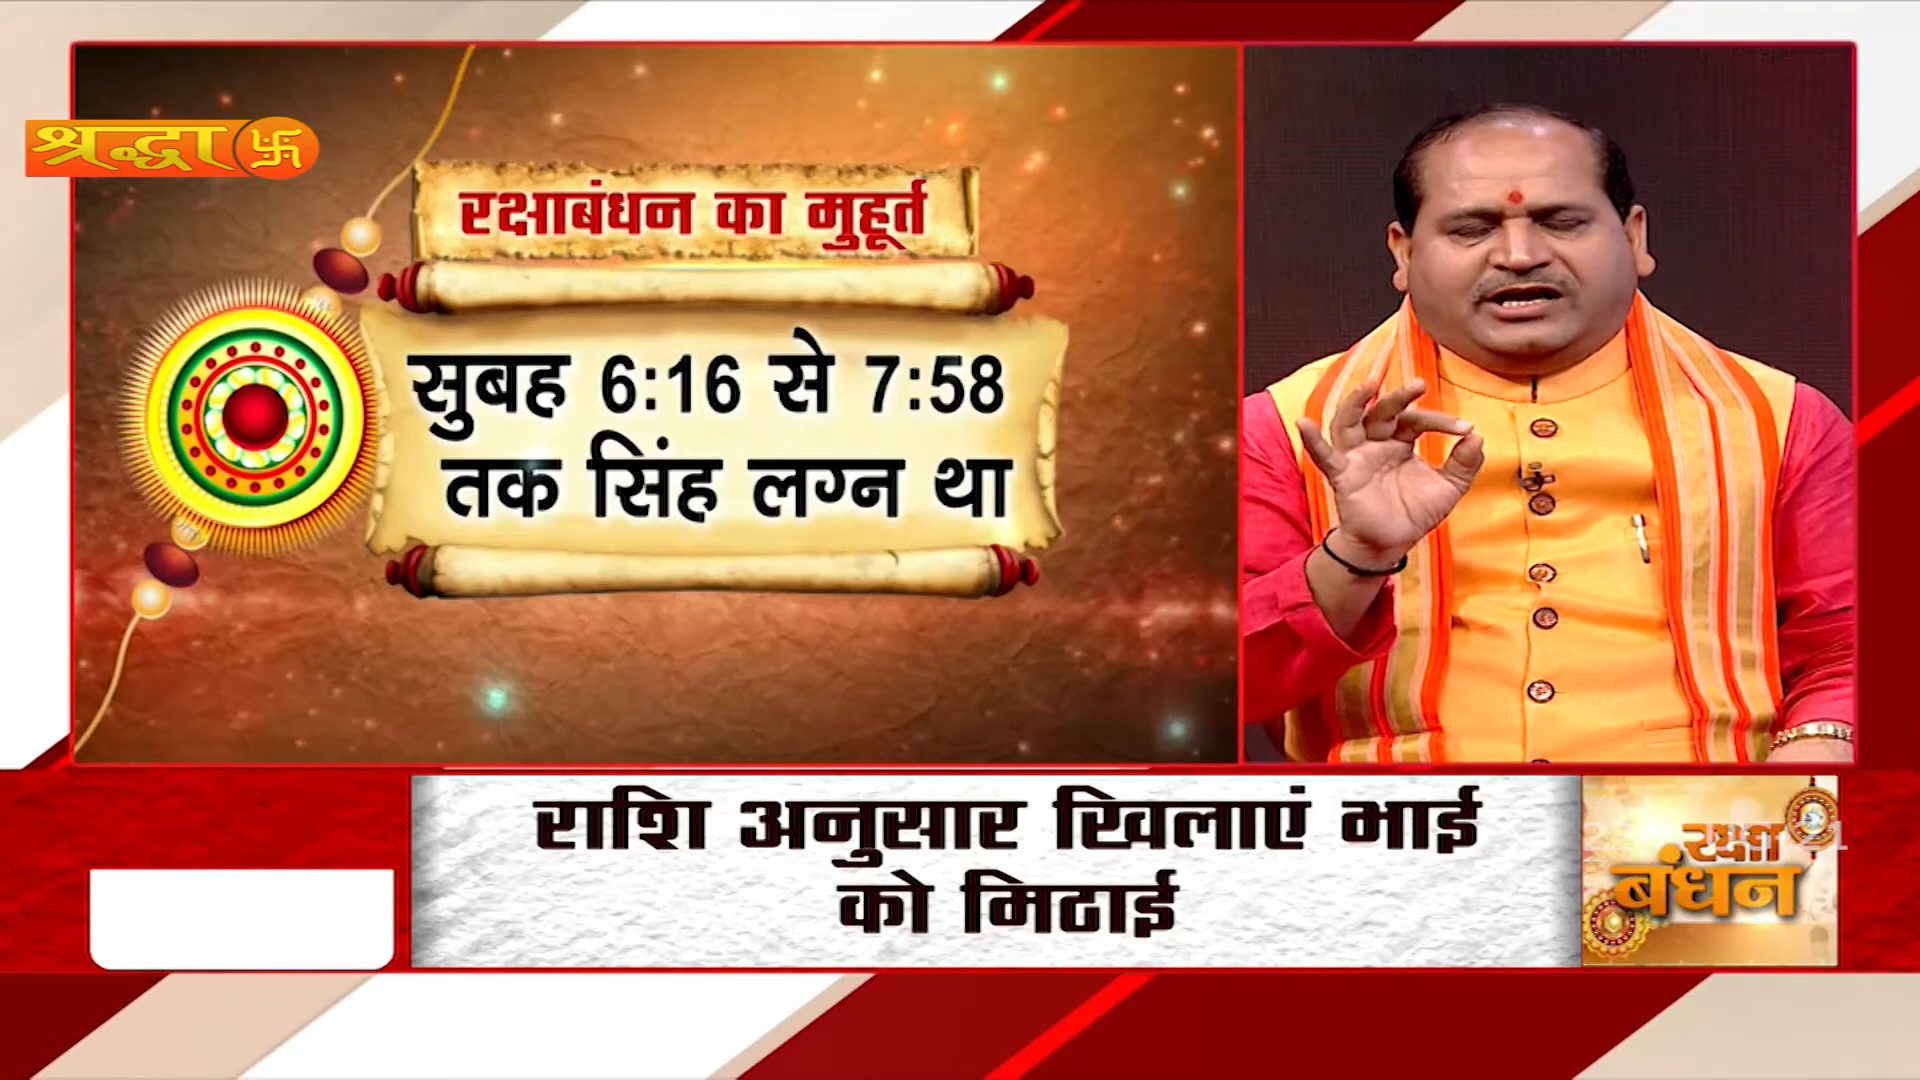 श्रद्धा
रक्षाबंधन का मुहूर्त
सुबह 6:16 से 7:58
तक सिंह लग्न था
राशि अनुसार खिलाएं भाई
को मिठाई
रक्षा
बंधन